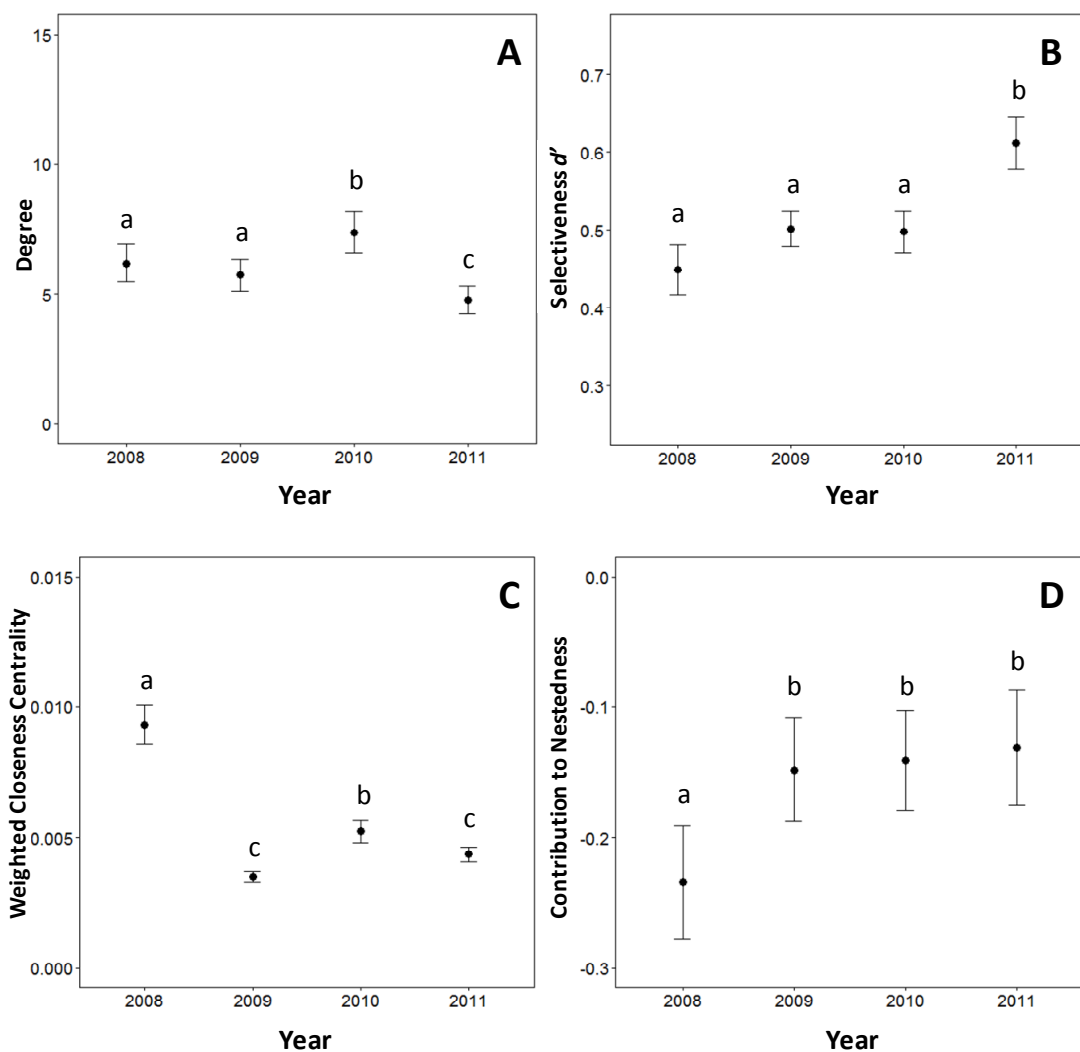 A
Degree
15
10
5
0
a
a
b
c
2008 2009 2010 2011
Year
B
Selectiveness d’
0.7
0.6
0.5
0.4
0.3
a
a
a
b
2008 2009 2010 2011
Year
C
Weighted Closeness Centrality
0.015
0.010
0.005
0.000
a
c
b
c
2008 2009 2010 2011
Year
D
Contribution to Nestedness
0.0
-0.1
-0.2
-0.3
a
b
b
b
2008 2009 2010 2011
Year